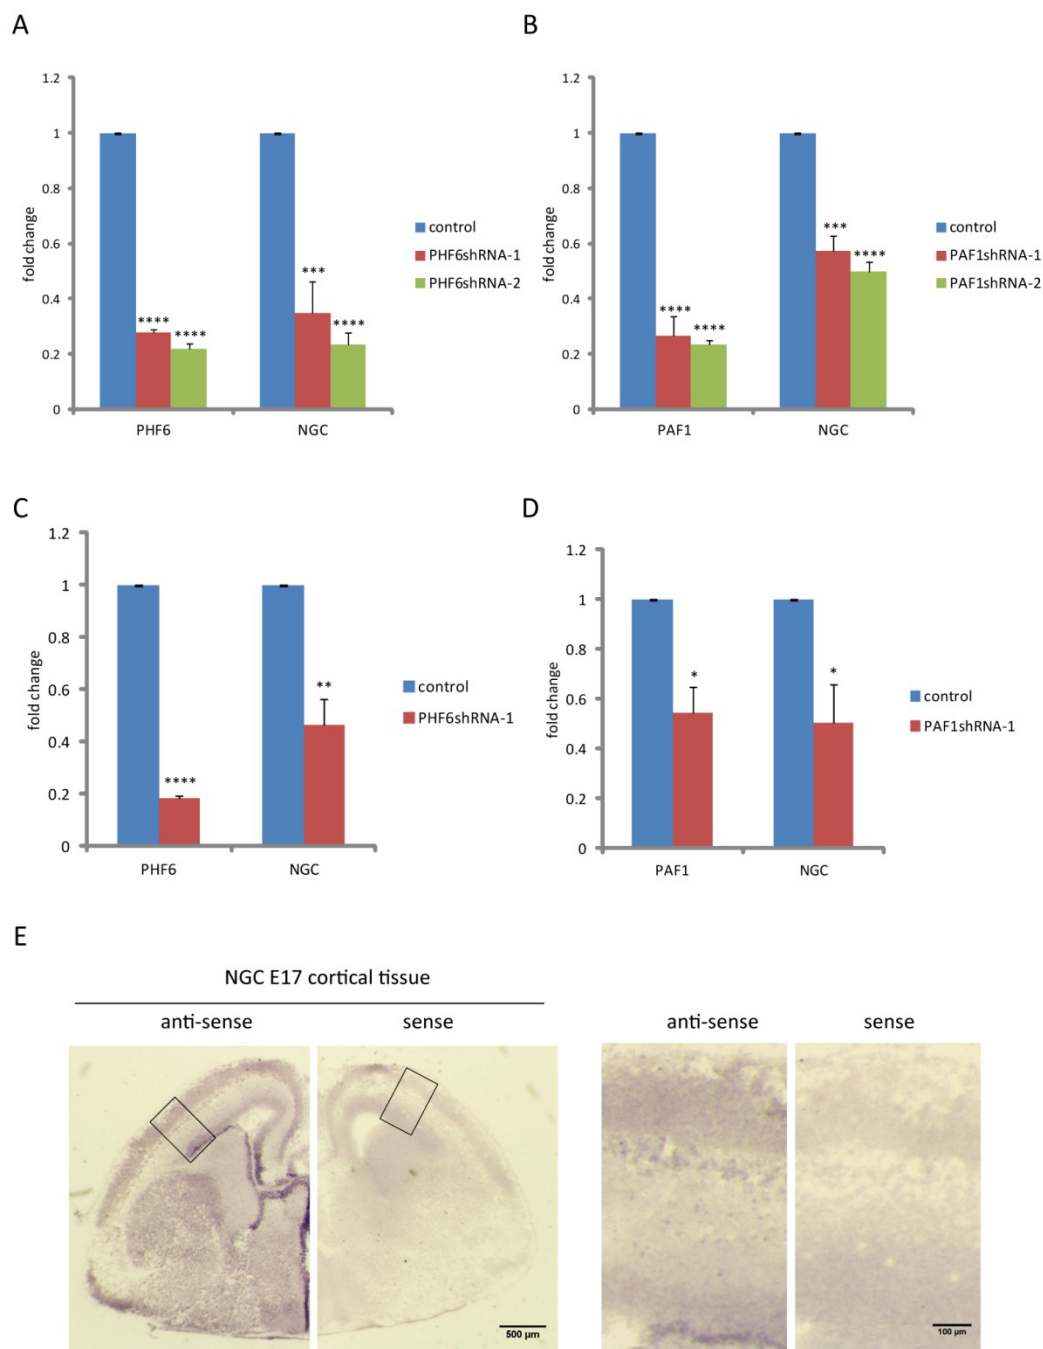 A
1.2
1
0.8
0.6
0.4
0.2
0
fold change
****
****
***
****
PHF6
NGC
control
PHF6shRNA-1
PHF6shRNA-2
B
1.2
1
0.8
0.6
0.4
0.2
0
fold change
****
****
***
****
PAF1
NGC
control
PAF1shRNA-1
PAF1shRNA-2
C
1.2
1
0.8
0.6
0.4
0.2
0
fold change
****
**
PHF6
NGC
control
PHF6shRNA-1
D
1.2
1
0.8
0.6
0.4
0.2
0
fold change
*
*
PAF1
NGC
control
PAF1shRNA-1
E
NGC E17 cortical tissue
anti-sense
sense
anti-sense
sense
500 µm
100 µm